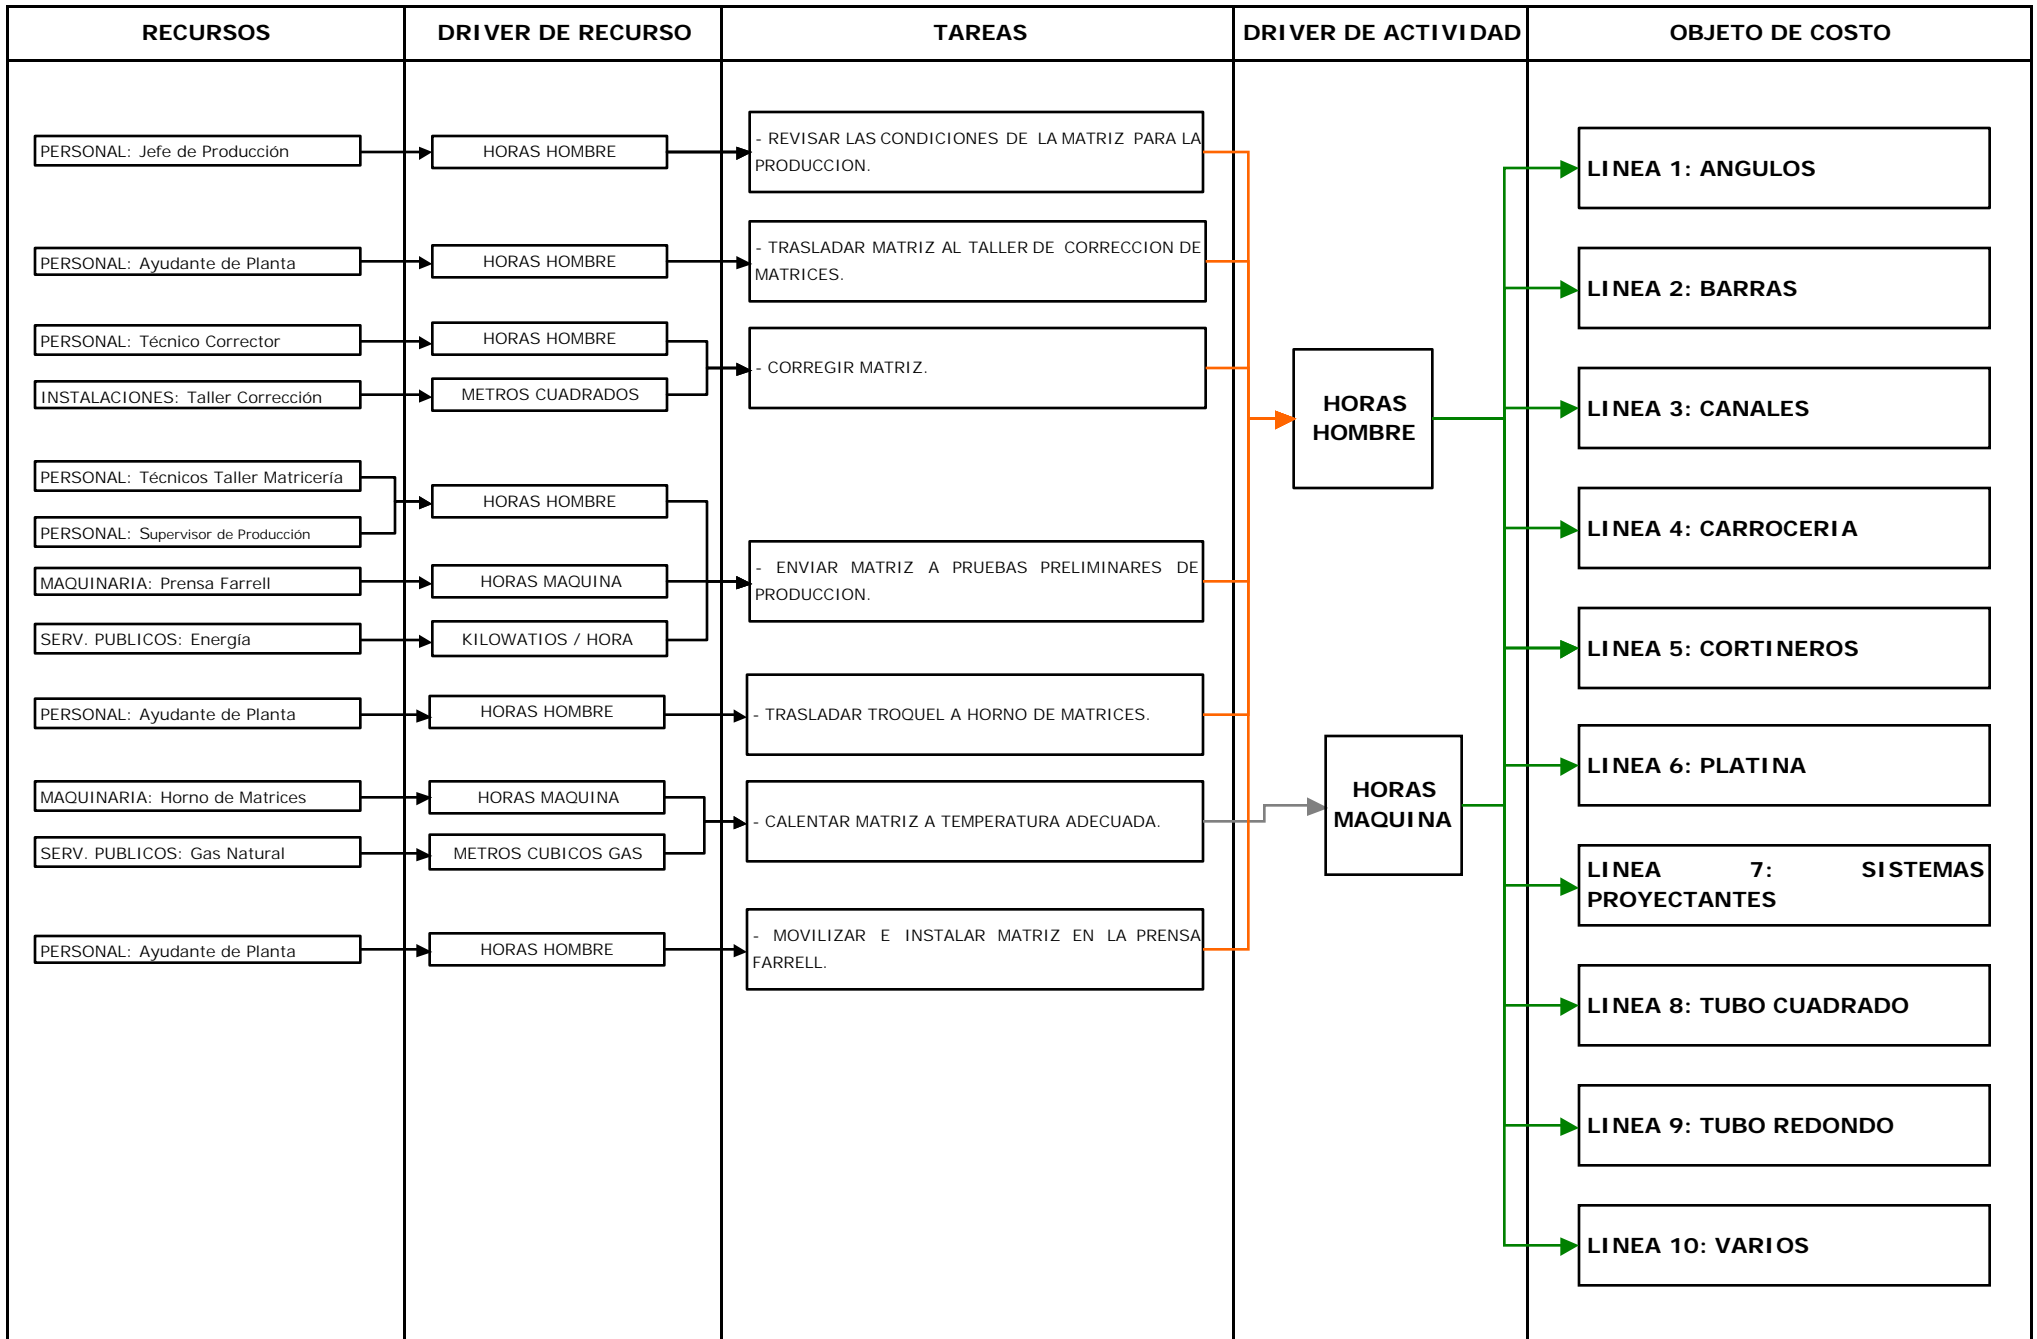 RECURSOS
DRIVER DE RECURSO
TAREAS
DRIVER DE ACTIVIDAD
OBJETO DE COSTO
PERSONAL: Jefe de Producción
PERSONAL: Ayudante de Planta
PERSONAL: Técnico Corrector
INSTALACIONES: Taller Corrección
PERSONAL: Técnicos Taller Matricería
PERSONAL: Supervisor de Producción
MAQUINARIA: Prensa Farrell
SERV. PUBLICOS: Energía
PERSONAL: Ayudante de Planta
MAQUINARIA: Horno de Matrices
SERV. PUBLICOS: Gas Natural
PERSONAL: Ayudante de Planta
HORAS HOMBRE
HORAS HOMBRE
HORAS HOMBRE
METROS CUADRADOS
HORAS HOMBRE
HORAS MAQUINA
KILOWATIOS / HORA
HORAS HOMBRE
HORAS MAQUINA
METROS CUBICOS GAS
HORAS HOMBRE
- REVISAR LAS CONDICIONES DE LA MATRIZ PARA LA
PRODUCCION.
- TRASLADAR MATRIZ AL TALLER DE CORRECCION DE
MATRICES.
- CORREGIR MATRIZ.
- ENVIAR MATRIZ A PRUEBAS PRELIMINARES DE
PRODUCCION.
- TRASLADAR TROQUEL A HORNO DE MATRICES.
- CALENTAR MATRIZ A TEMPERATURA ADECUADA.
- MOVILIZAR E INSTALAR MATRIZ EN LA PRENSA
FARRELL.
HORAS
HOMBRE
HORAS
MAQUINA
LINEA 1: ANGULOS
LINEA 2: BARRAS
LINEA 3: CANALES
LINEA 4: CARROCERIA
LINEA 5: CORTINEROS
LINEA 6: PLATINA
LINEA 7: SISTEMAS
PROYECTANTES
LINEA 8: TUBO CUADRADO
LINEA 9: TUBO REDONDO
LINEA 10: VARIOS